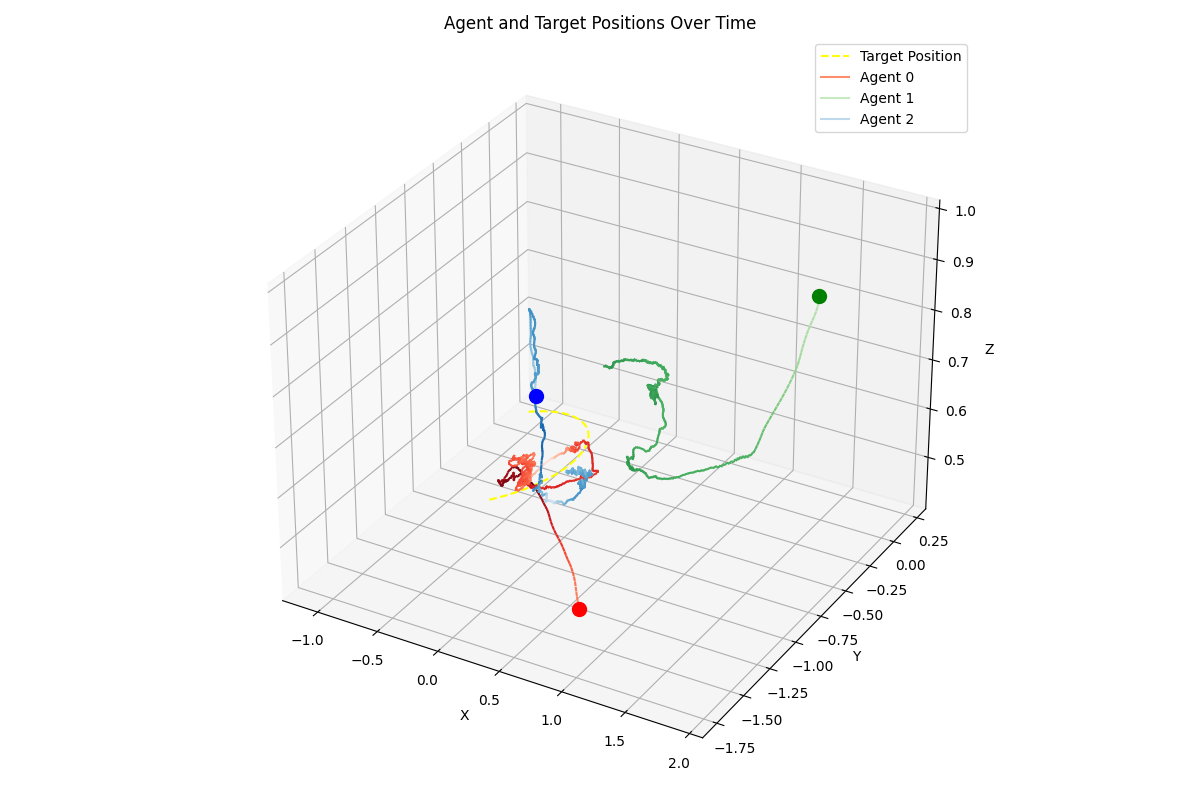 Agent and Target Positions Over Time
Target Position
Agent 0
Agent 1
Agent 2
1.0
0.9
0.8
0.7
0.6
0.5
Z
0.25
0.00
−0.25
−0.50
−0.75
−1.00
−1.25
−1.50
−1.75
Y
−1.0
−0.5
0.0
0.5
1.0
1.5
2.0
X